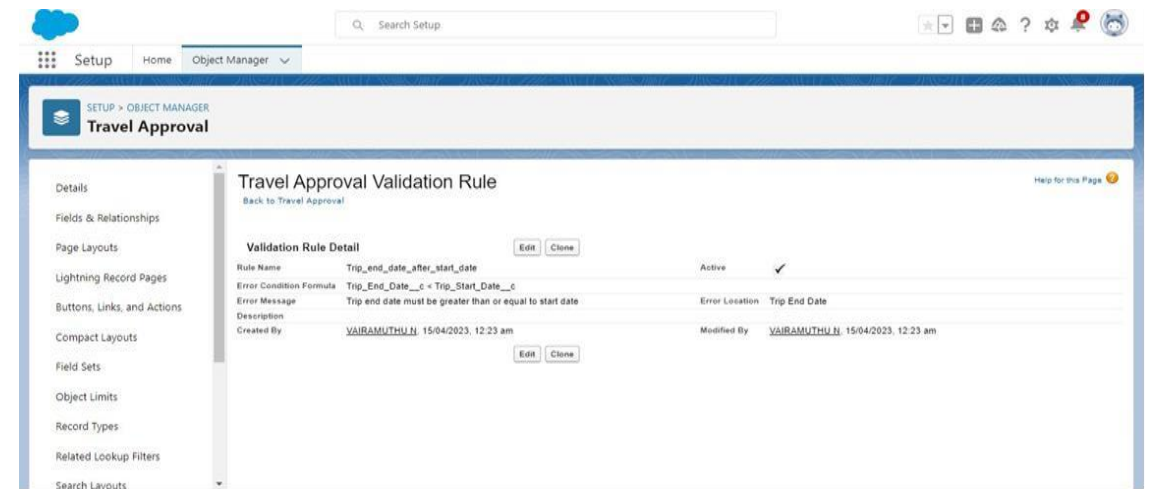 Search Setup
8
Setup Home Object Manager
SETUP > OBJECT MANAGER
Travel Approval
Details
Fields & Relationships
Page Layouts
Lightning Record Pages
Buttons, Links, and Actions
Compact Layouts
Field Sets
Object Limits
Record Types
Related Lookup Filters
Search Layouts
Travel Approval Validation Rule
Back to Travel Approval
Help for this Page ?
Validation Rule Detail Edit Clone
Rule Name Trip_end_date_after_start_date Active ✓
Error Condition Formula Trip_End_Date__c < Trip_Start_Date__c
Error Message Trip end date must be greater than or equal to start date Error Location Trip End Date
Description
Created By VAIRAMUTHU N, 15/04/2023, 12:23 am Modified By VAIRAMUTHU N, 15/04/2023, 12:23 am
Edit Clone